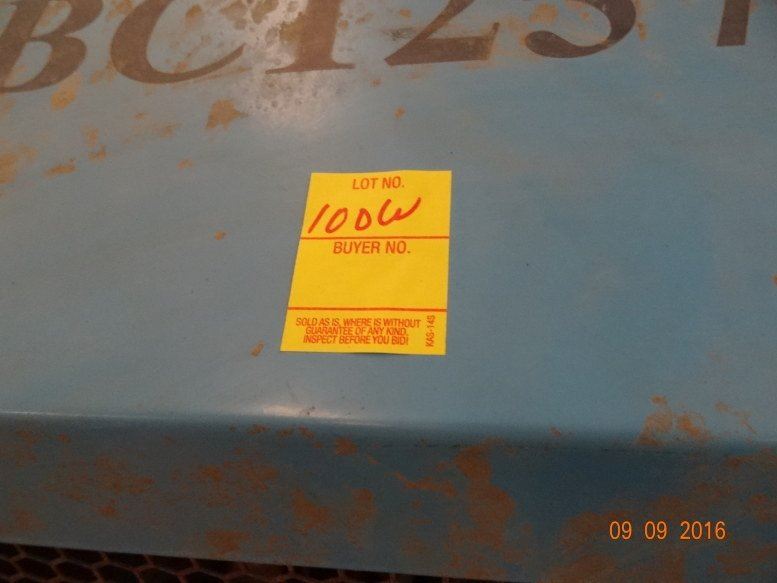 BC125
LOT NO.
100W
BUYER NO.
SOLD AS IS, WHERE IS WITHOUT
GUARANTEE OF ANY KIND.
INSPECT BEFORE YOU BID!
KAS-14S
09 09 2016